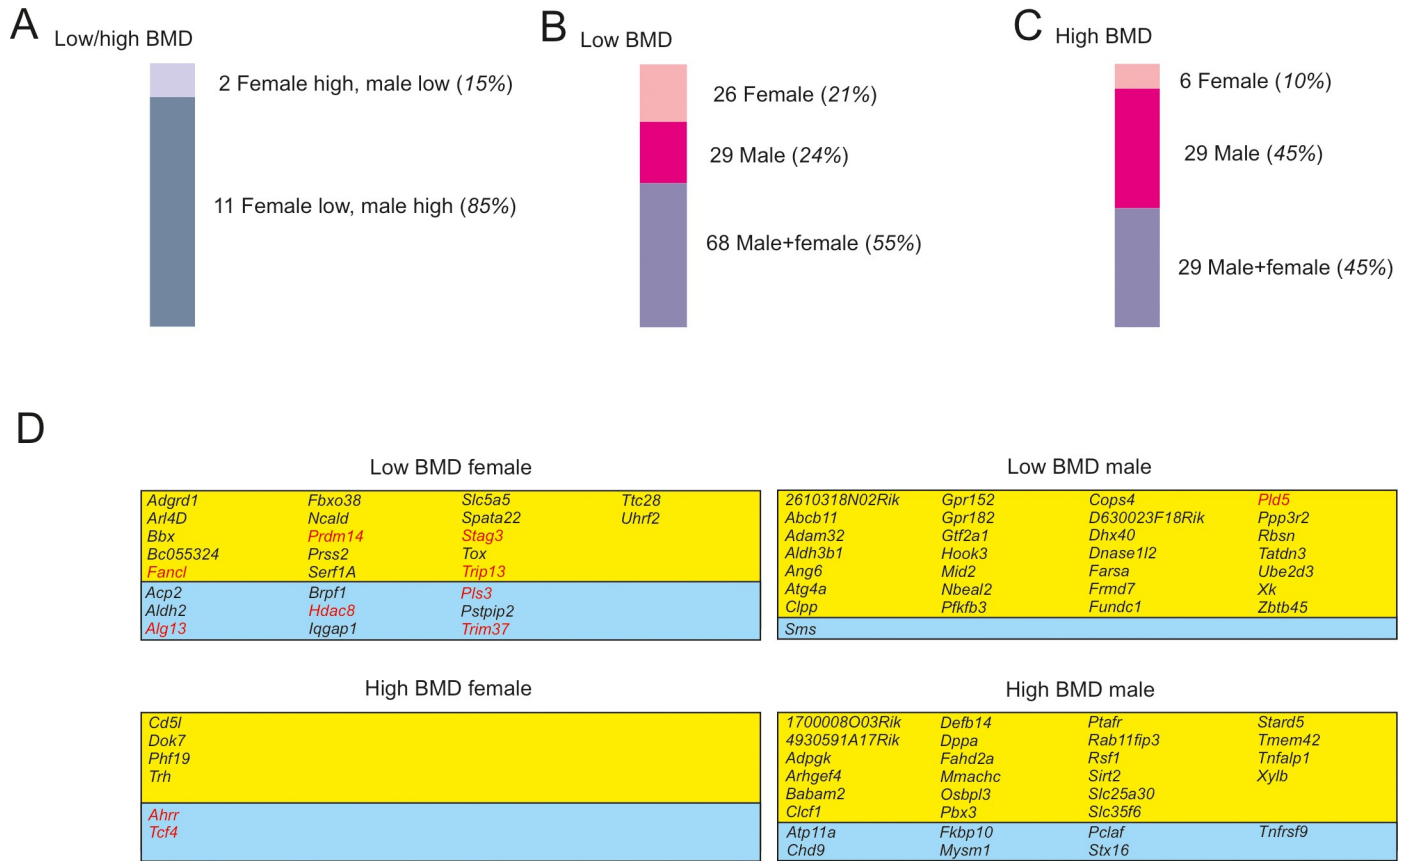 A
Low/high BMD
2 Female high, male low (15%)
11 Female low, male high (85%)
B
Low BMD
26 Female (21%)
29 Male (24%)
68 Male+female (55%)
C
High BMD
6 Female (10%)
29 Male (45%)
29 Male+female (45%)
D
Low BMD female
Adgrd1 Fbxo38 Slc5a5 Ttc28
Arl4D Ncald Spata22 Uhrf2
Bbx Prdm14 Stag3
Bc055324 Prss2 Tox
Fancl Serf1A Trip13
Acp2 Brpf1 Pls3
Aldh2 Hdac8 Pstpip2
Alg13 Iqgap1 Trim37
Low BMD male
2610318N02Rik Gpr152 Cops4 Pld5
Abcb11 Gpr182 D630023F18Rik Ppp3r2
Adam32 Gtf2a1 Dhx40 Rbsn
Aldh3b1 Hook3 Dnase1l2 Tatdn3
Ang6 Mid2 Farsa Ube2d3
Atg4a Nbeal2 Frmd7 Xk
Clpp Pfkfb3 Fundc1 Zbtb45
Sms
High BMD female
Cd5l
Dok7
Phf19
Trh
Ahrr
Tcf4
High BMD male
1700008O03Rik Defb14 Ptafr Stard5
4930591A17Rik Dppa Rab11fip3 Tmem42
Adpgk Fahd2a Rsf1 Tnfalp1
Arhgef4 Mmachc Sirt2 Xylb
Babam2 Osbpl3 Slc25a30
Clcf1 Pbx3 Slc35f6
Atp11a Fkbp10 Pclaf Tnfrsf9
Chd9 Mysm1 Stx16